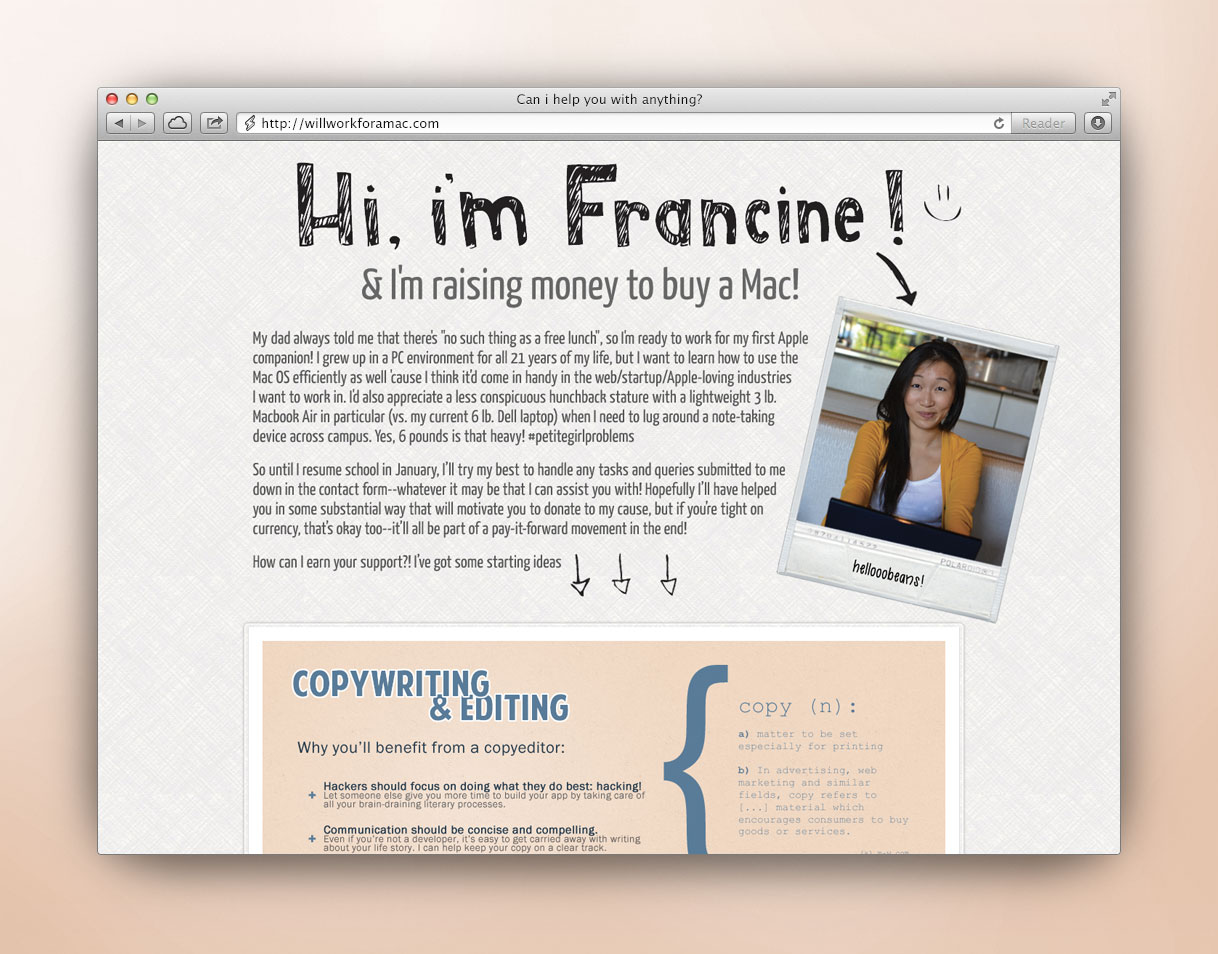 Can i help you with anything?
http://willworkforamac.com
Reader
Hi, i'm Francine!
& I'm raising money to buy a Mac!
My dad always told me that there's "no such thing as a free lunch", so I'm ready to work for my first Apple
companion! I grew up in a PC environment for all 21 years of my life, but I want to learn how to use the
Mac OS efficiently as well 'cause I think it'd come in handy in the web/startup/Apple-loving industries
I want to work in. I'd also appreciate a less conspicuous hunchback stature with a lightweight 3 lb.
Macbook Air in particular (vs. my current 6 lb. Dell laptop) when I need to lug around a note-taking
device across campus. Yes, 6 pounds is that heavy! #petitegirlproblems
So until I resume school in January, I'll try my best to handle any tasks and queries submitted to me
down in the contact form--whatever it may be that I can assist you with! Hopefully I'll have helped
you in some substantial way that will motivate you to donate to my cause, but if you're tight on
currency, that's okay too--it'll all be part of a pay-it-forward movement in the end!
How can I earn your support?! I've got some starting ideas
hellooobeans!
COPYWRITING
& EDITING
Why you'll benefit from a copyeditor:
+ Hackers should focus on doing what they do best: hacking!
Let someone else give you more time to build your app by taking care of
all your brain-draining literary processes.
+ Communication should be concise and compelling.
Even if you're not a developer, it's easy to get carried away with writing
about your life story. I can help keep your copy on a clear track.
{
copy (n):
a) matter to be set
especially for printing
b) In advertising, web
marketing and similar
fields, copy refers to
[...] material which
encourages consumers to buy
goods or services.